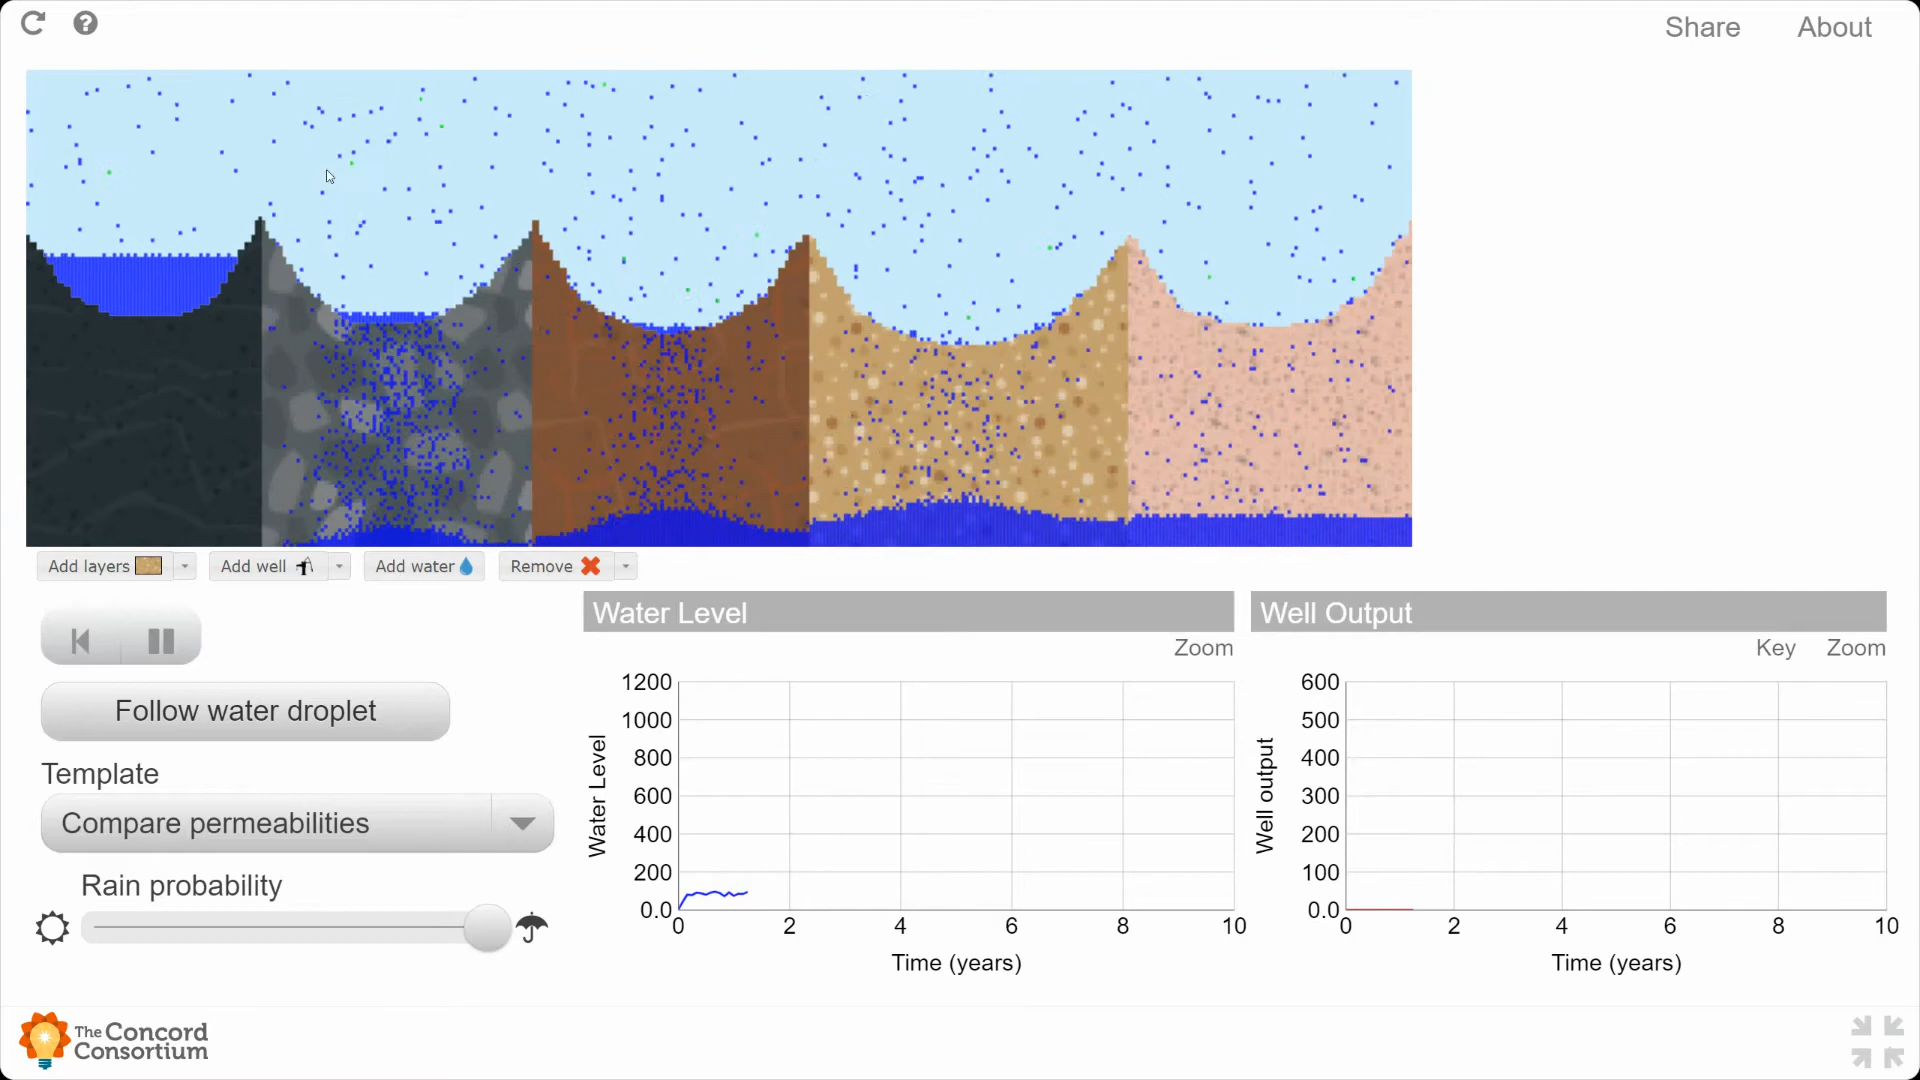 Share About
Add layers Add well Add water Remove
Water Level
Zoom
Water Level
1200
1000
800
600
400
200
0.0
0 2 4 6 8 10
Time (years)
Well Output
Key Zoom
Well output
600
500
400
300
200
100
0.0
0 2 4 6 8 10
Time (years)
Follow water droplet
Template
Compare permeabilities
Rain probability
The Concord
Consortium